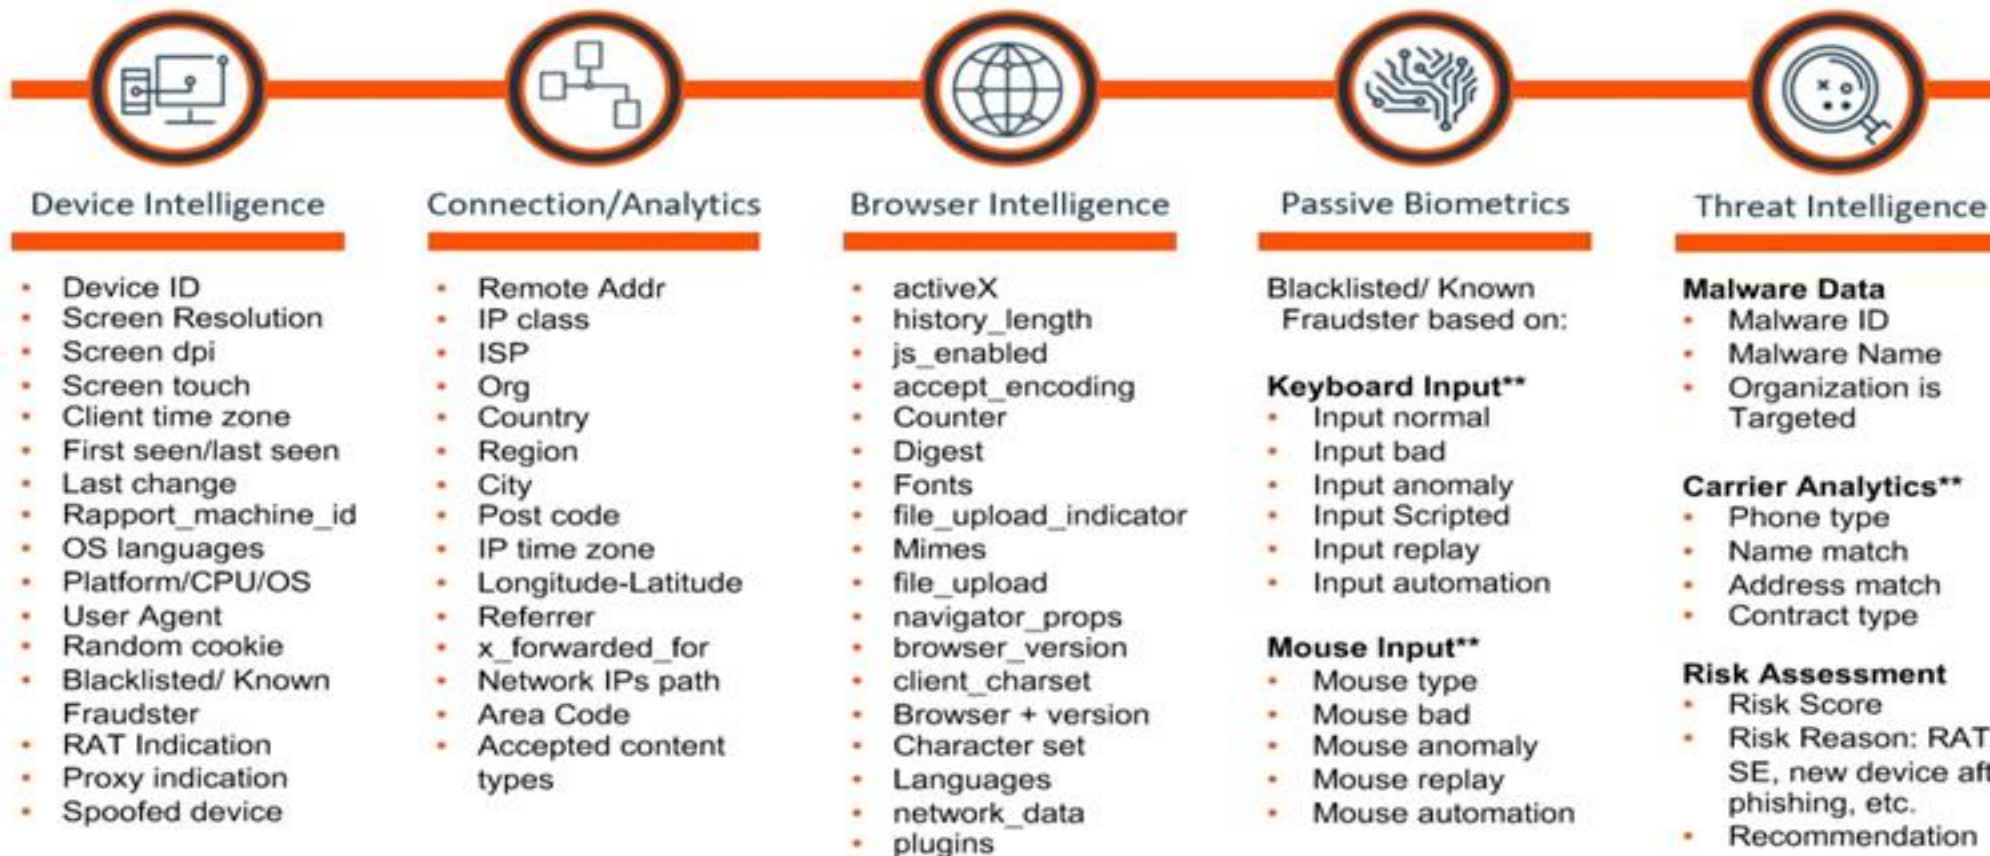 Device Intelligence
• Device ID
• Screen Resolution
• Screen dpi
• Screen touch
• Client time zone
• First seen/last seen
• Last change
• Rapport_machine_id
• OS languages
• Platform/CPU/OS
• User Agent
• Random cookie
• Blacklisted/ Known
Fraudster
• RAT Indication
• Proxy indication
• Spoofed device
Connection/Analytics
• Remote Addr
• IP class
• ISP
• Org
• Country
• Region
• City
• Post code
• IP time zone
• Longitude-Latitude
• Referrer
• x_forwarded_for
• Network IPs path
• Area Code
• Accepted content
types
Browser Intelligence
• activeX
• history_length
• js_enabled
• accept_encoding
• Counter
• Digest
• Fonts
• file_upload_indicator
• Mimes
• file_upload
• navigator_props
• browser_version
• client_charset
• Browser + version
• Character set
• Languages
• network_data
• plugins
Passive Biometrics
Blacklisted/ Known
Fraudster based on:
Keyboard Input**
• Input normal
• Input bad
• Input anomaly
• Input Scripted
• Input replay
• Input automation
Mouse Input**
• Mouse type
• Mouse bad
• Mouse anomaly
• Mouse replay
• Mouse automation
Threat Intelligence
Malware Data
• Malware ID
• Malware Name
• Organization is
Targeted
Carrier Analytics**
• Phone type
• Name match
• Address match
• Contract type
Risk Assessment
• Risk Score
• Risk Reason: RAT
SE, new device
phishing, etc.
• Recommendation